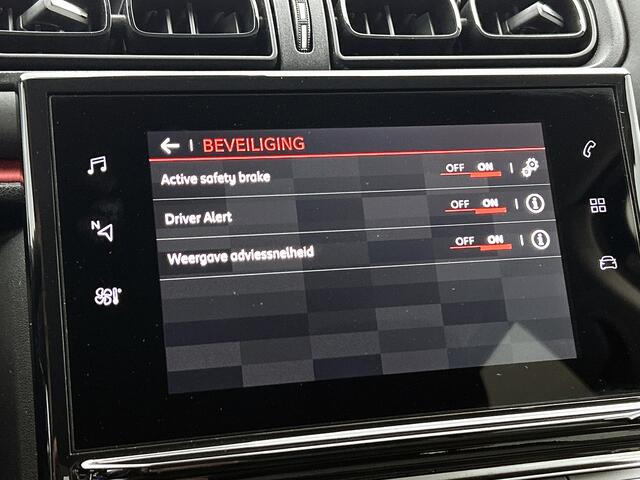 BEVEILIGING
Active safety brake OFF ON
Driver Alert OFF ON
Weergave adviessnelheid OFF ON
N